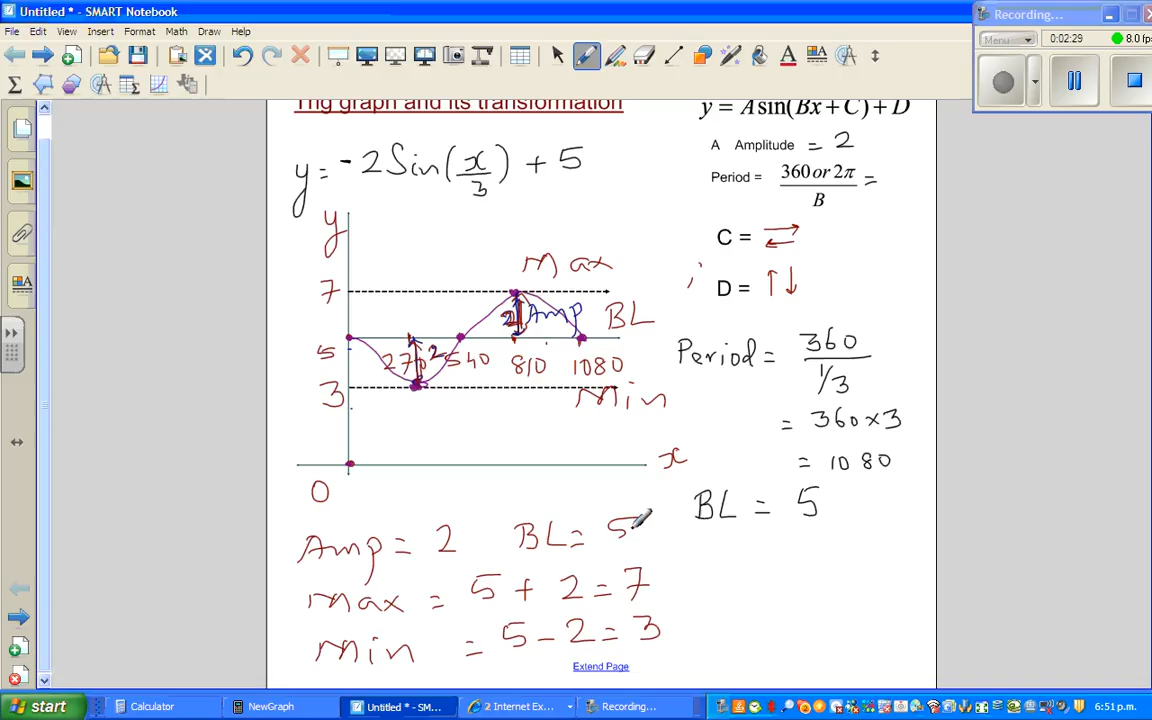 Untitled * - SMART Notebook
Recording...
File Edit View Insert Format Math Draw Help
Menu 0:02:29 8.0 f
Trig graph and its transformation
y = A sin(Bx + C) + D
y = -2 Sin(x/3) + 5
A Amplitude = 2
Period = 360 or 2π / B =
C =
D =
y
7
Max
2 Amp
BL
5
270 2 540 810 1080
3
Min
x
0
Period = 360 / 1/3
= 360 x 3
= 1080
BL = 5
Amp = 2 BL = 5
Max = 5 + 2 = 7
Min = 5 - 2 = 3
Extend Page
start Calculator NewGraph Untitled * - SM... 2 Internet Ex... Recording... 6:51 p.m.